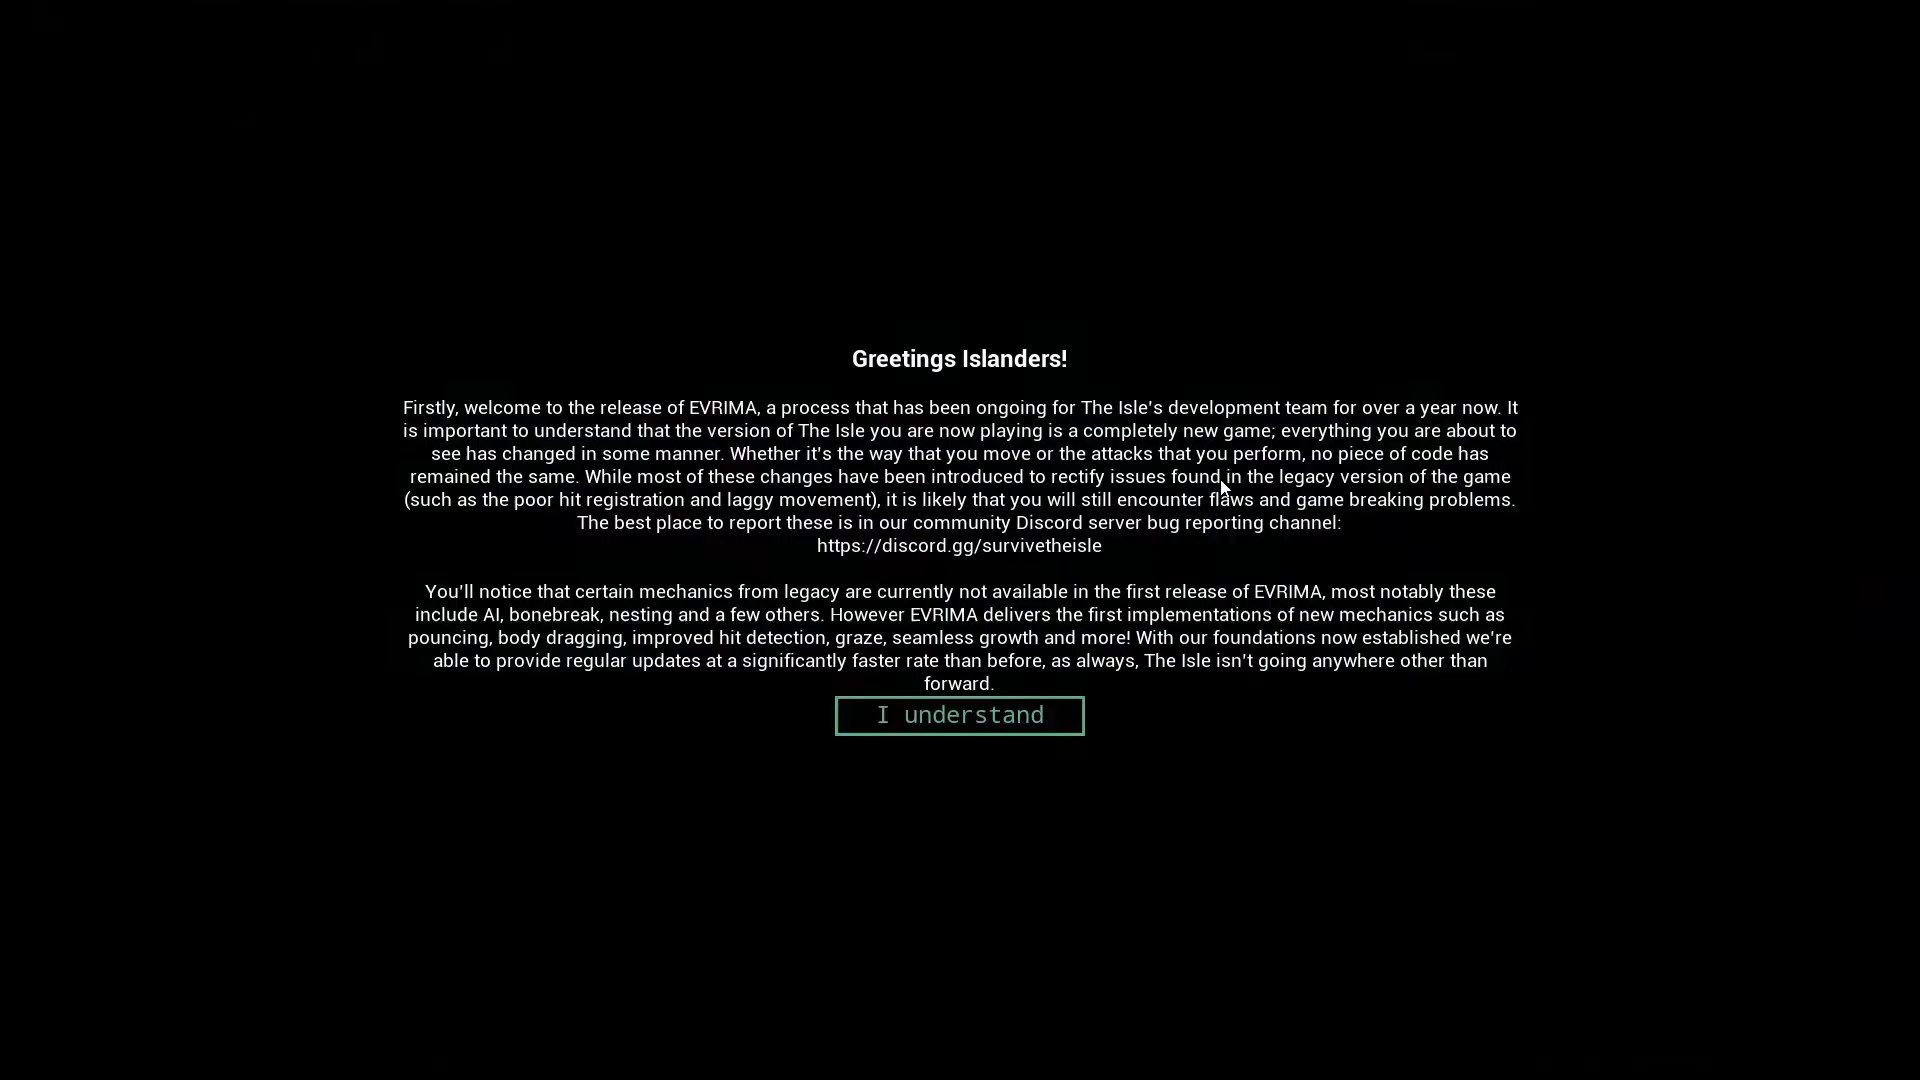 Greetings Islanders!
Firstly, welcome to the release of EVRIMA, a process that has been ongoing for The Isle's development team for over a year now. It
is important to understand that the version of The Isle you are now playing is a completely new game; everything you are about to
see has changed in some manner. Whether it's the way that you move or the attacks that you perform, no piece of code has
remained the same. While most of these changes have been introduced to rectify issues found in the legacy version of the game
(such as the poor hit registration and laggy movement), it is likely that you will still encounter flaws and game breaking problems.
The best place to report these is in our community Discord server bug reporting channel:
https://discord.gg/survivetheisle
You'll notice that certain mechanics from legacy are currently not available in the first release of EVRIMA, most notably these
include AI, bonebreak, nesting and a few others. However EVRIMA delivers the first implementations of new mechanics such as
pouncing, body dragging, improved hit detection, graze, seamless growth and more! With our foundations now established we're
able to provide regular updates at a significantly faster rate than before, as always, The Isle isn't going anywhere other than
forward.
I understand